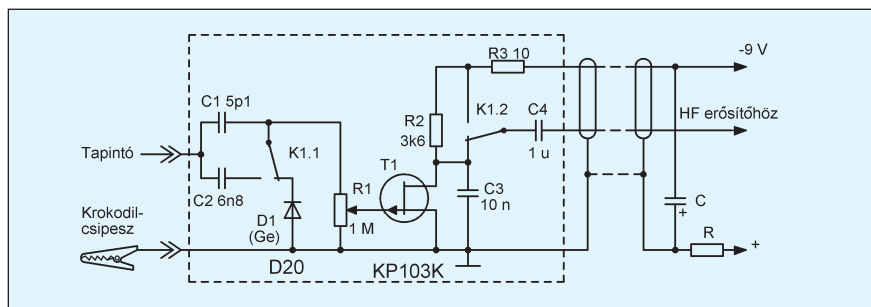 R3 10
-9 V
C1 5p1
K1.2
C4
HF erősítőhöz
R2
3k6
1 u
Tapintó
K1.1
T1
C2 6n8
R1
C3
10 n
C
+
Krokodil-
csipesz
D1
(Ge)
1 M
R
+
D20
KP103K